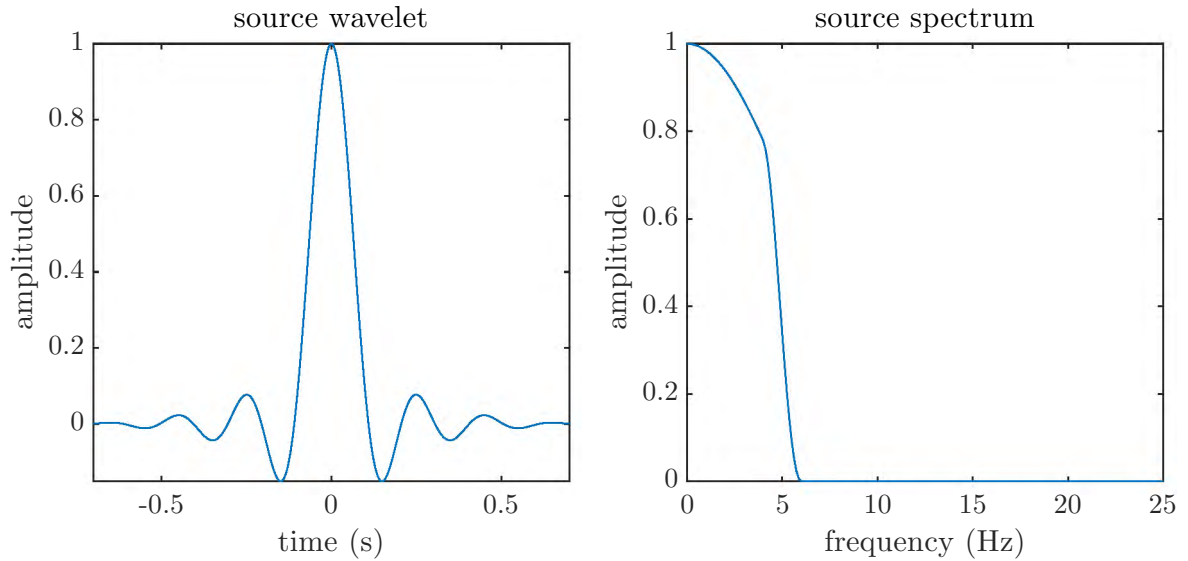 source wavelet
1
0.8
0.6
0.4
0.2
0
amplitude
-0.5 0 0.5
time (s)
source spectrum
1
0.8
0.6
0.4
0.2
0
amplitude
0 5 10 15 20 25
frequency (Hz)